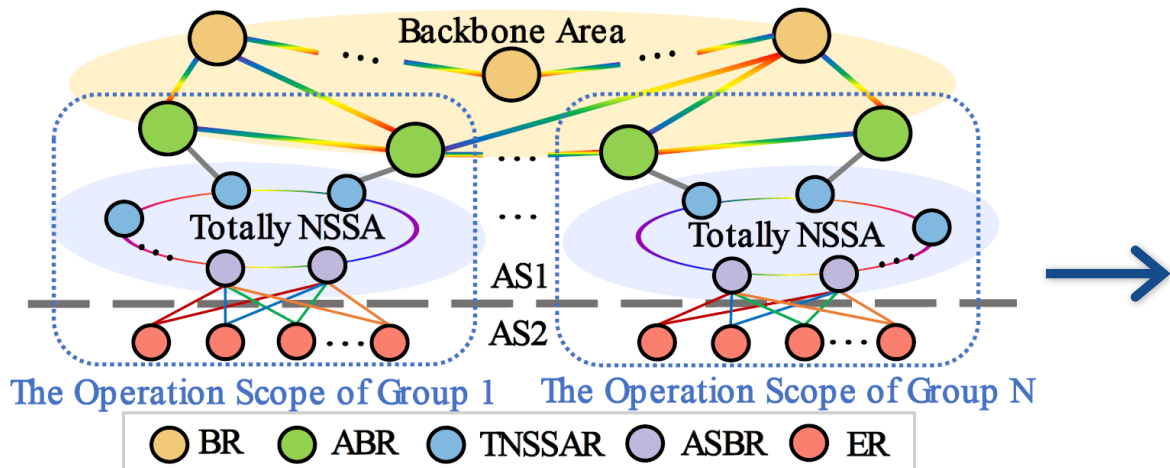 Backbone Area
Totally NSSA
Totally NSSA
AS1
AS2
The Operation Scope of Group 1
The Operation Scope of Group N
BR
ABR
TNSSAR
ASBR
ER